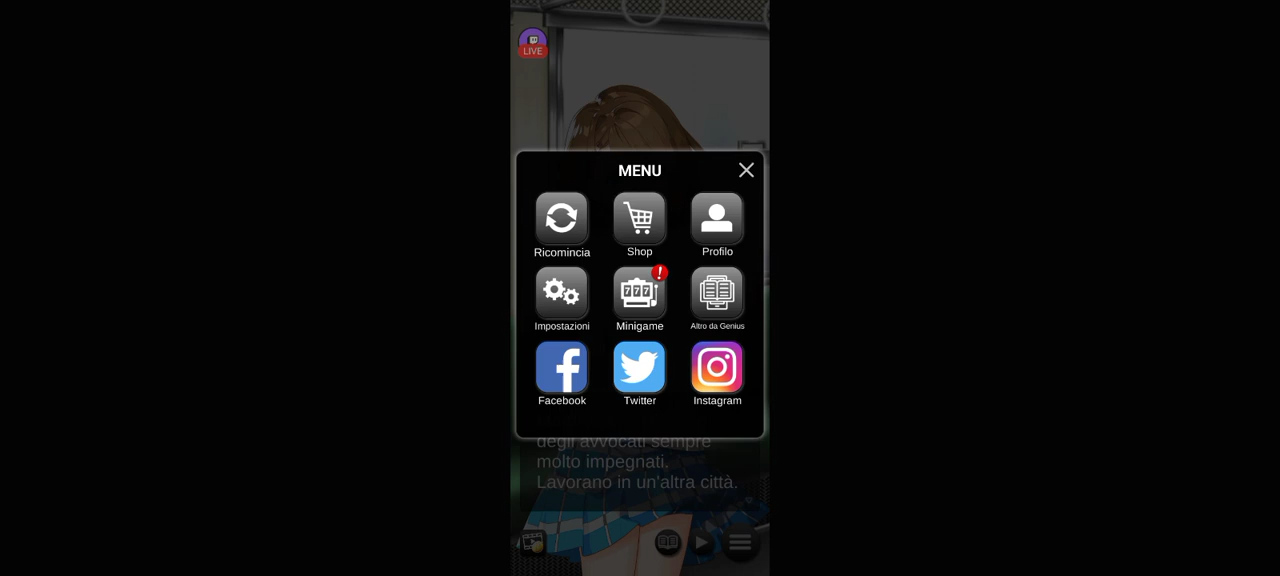 LIVE
MENU
Ricomincia
Shop
Profilo
Impostazioni
777
!
Minigame
Altro da Genius
Facebook
Twitter
Instagram
degli avvocati sempre
molto impegnati.
Lavorano in un'altra città.